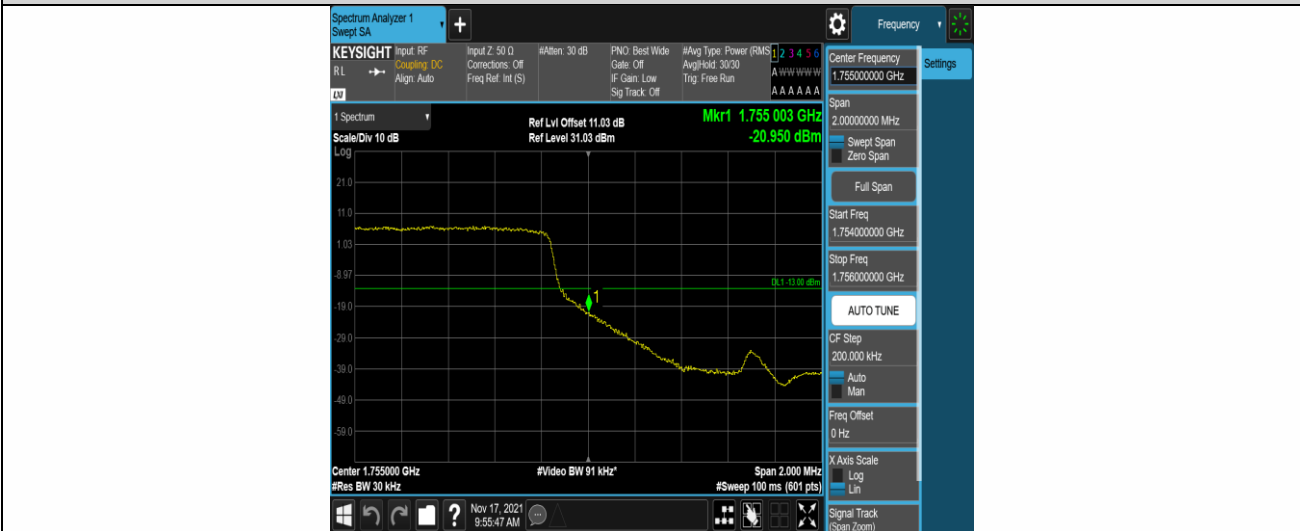 Spectrum Analyzer 1
Swept SA
+
Frequency
KEYSIGHT
R L
LXI
Input: RF
Coupling: DC
Align: Auto
Input Z: 50 Ω
Corrections: Off
Freq Ref: Int (S)
#Atten: 30 dB
PNO: Best Wide
Gate: Off
IF Gain: Low
Sig Track: Off
#Avg Type: Power (RMS
Avg|Hold: 30/30
Trig: Free Run
1 2 3 4 5 6
A W W W W W
A A A A A A
1 Spectrum
Scale/Div 10 dB
Log
Ref Lvl Offset 11.03 dB
Ref Level 31.03 dBm
Mkr1 1.755 003 GHz
-20.950 dBm
21.0
11.0
1.03
-8.97
DL1 -13.00 dBm
1
-19.0
-29.0
-39.0
-49.0
-59.0
Center 1.755000 GHz
#Res BW 30 kHz
#Video BW 91 kHz*
Span 2.000 MHz
#Sweep 100 ms (601 pts)
?
Nov 17, 2021
9:55:47 AM
Center Frequency
1.755000000 GHz
Settings
Span
2.00000000 MHz
Swept Span
Zero Span
Full Span
Start Freq
1.754000000 GHz
Stop Freq
1.756000000 GHz
AUTO TUNE
CF Step
200.000 kHz
Auto
Man
Freq Offset
0 Hz
X Axis Scale
Log
Lin
Signal Track
(Span Zoom)